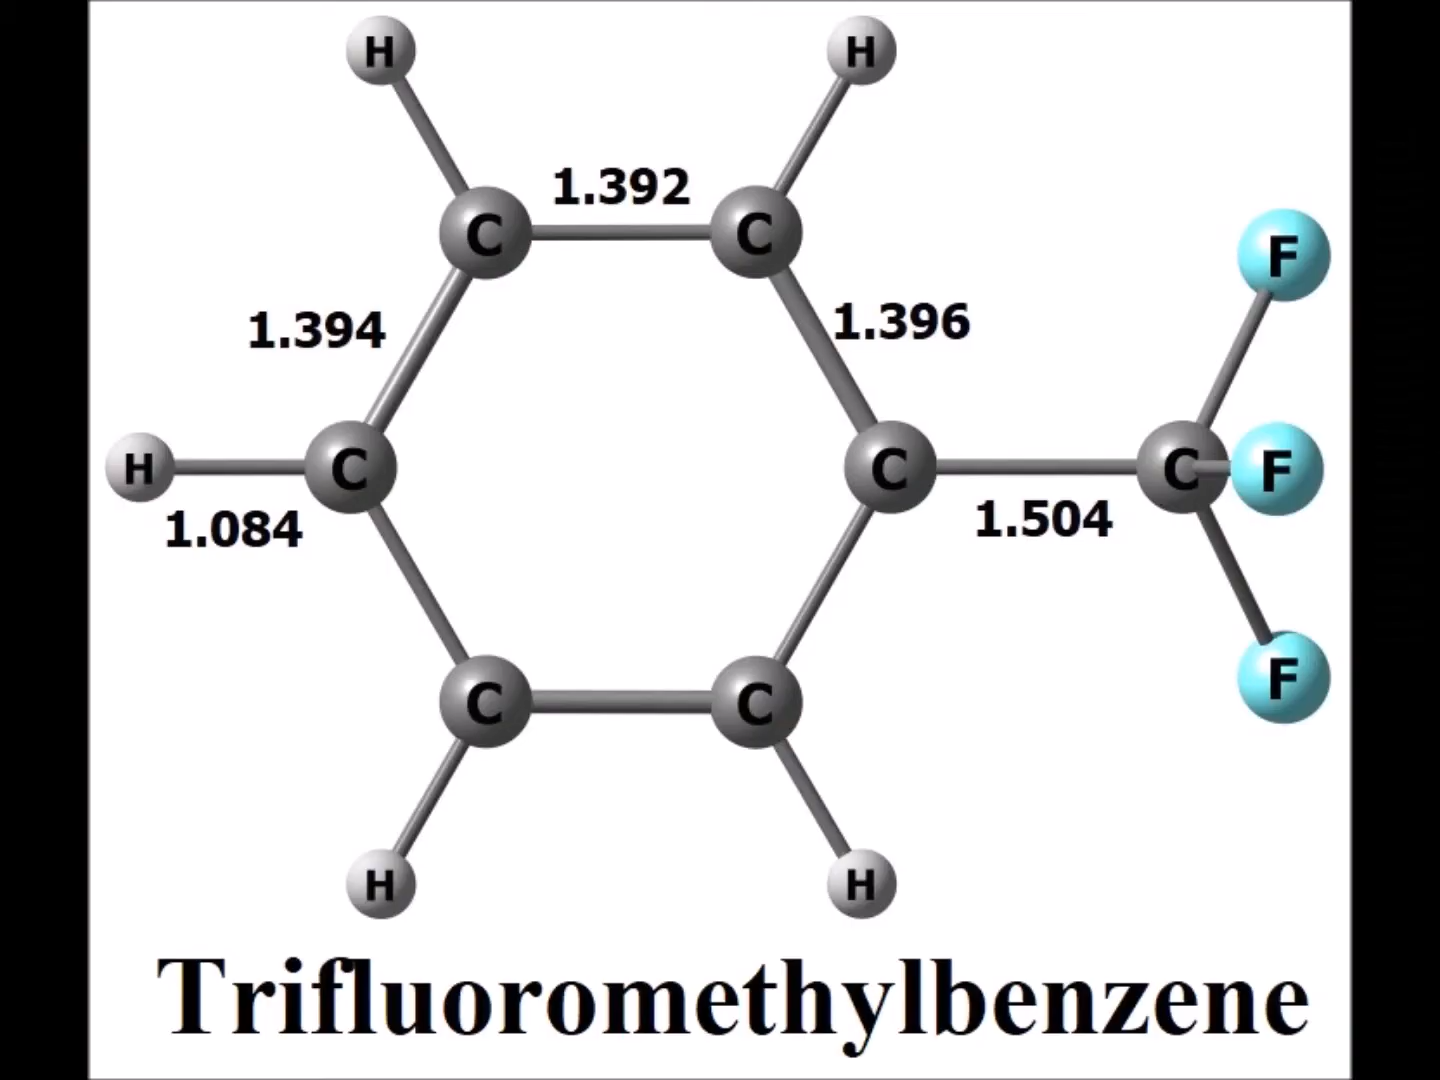 H H
1.392
C C
F
1.394 1.396
H C C C F
1.084 1.504
F
C C
H H
Trifluoromethylbenzene